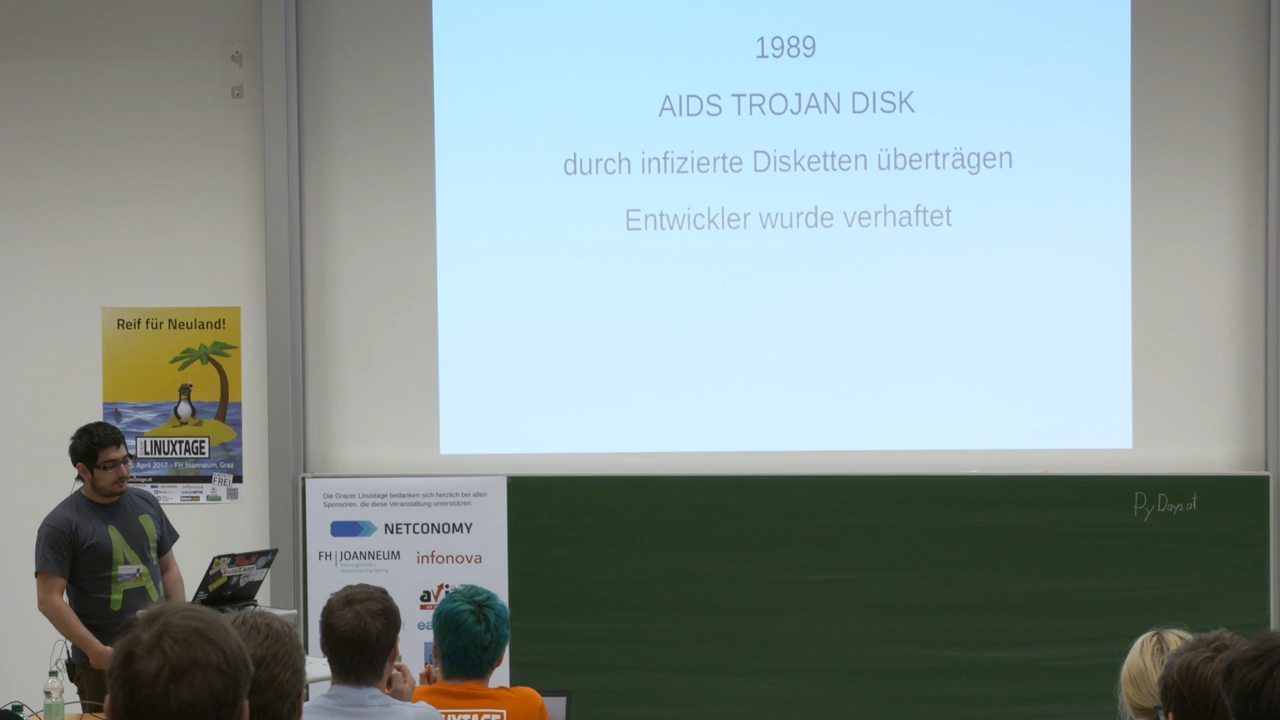 1989
AIDS TROJAN DISK
durch infizierte Disketten überträgen
Entwickler wurde verhaftet
Reif für Neuland!
LINUXTAGE
April 2017 – FH Joanneum, Graz
FREI
Die Grazer Linuxtage bedanken sich herzlich bei allen
Sponsoren, die diese Veranstaltung unterstützen:
NETCONOMY
FH JOANNEUM
infonova
PyDays.at